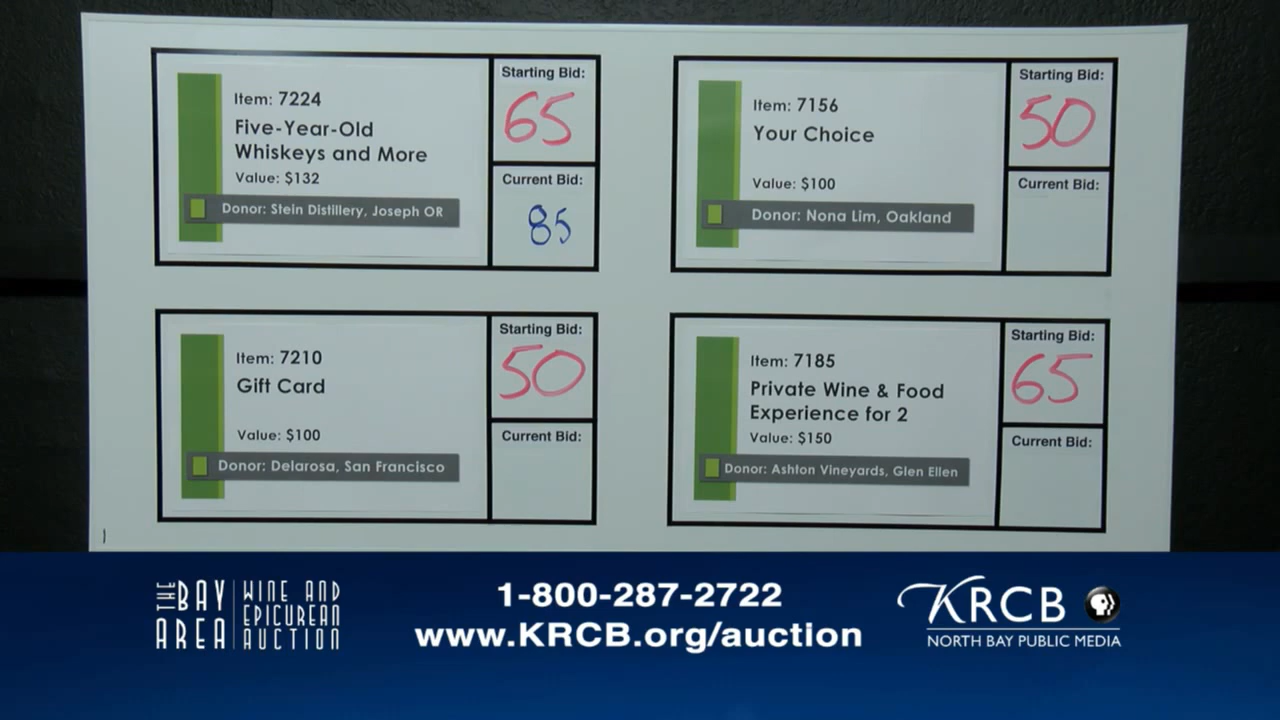 Item: 7224
Five-Year-Old
Whiskeys and More
Value: $132
Donor: Stein Distillery, Joseph OR
Starting Bid:
65
Current Bid:
85
Item: 7156
Your Choice
Value: $100
Donor: Nona Lim, Oakland
Starting Bid:
50
Current Bid:
Item: 7210
Gift Card
Value: $100
Donor: Delarosa, San Francisco
Starting Bid:
50
Current Bid:
Item: 7185
Private Wine & Food
Experience for 2
Value: $150
Donor: Ashton Vineyards, Glen Ellen
Starting Bid:
65
Current Bid:
THE BAY AREA
WINE AND
EPICUREAN
AUCTION
1-800-287-2722
www.KRCB.org/auction
KRCB
NORTH BAY PUBLIC MEDIA